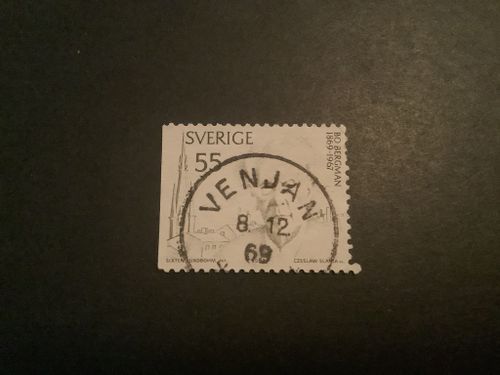 SVERIGE
55
BO BERGMAN
1869-1967
VENJAN
8. 12
69
CZESLAW SLANIA